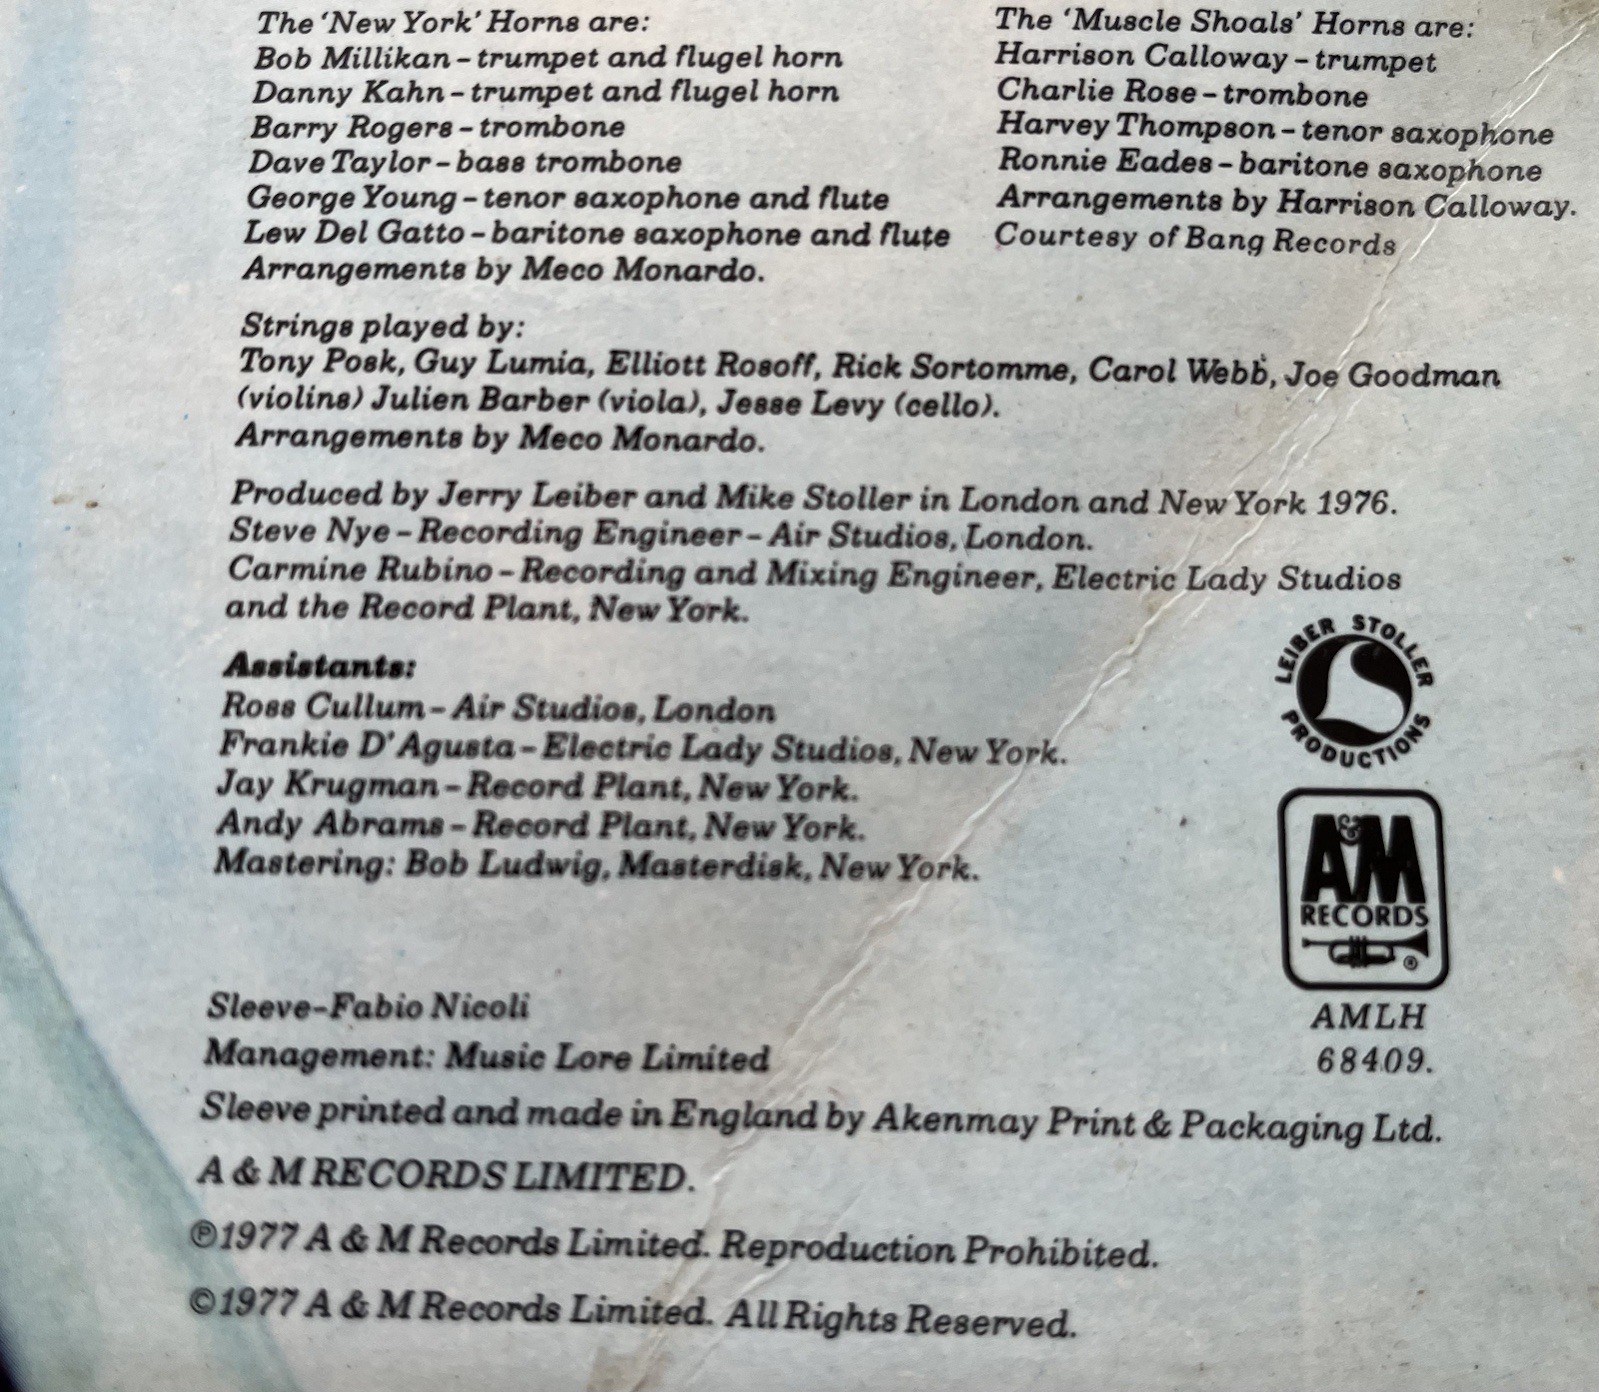 The 'New York' Horns are:
Bob Millikan - trumpet and flugel horn
Danny Kahn - trumpet and flugel horn
Barry Rogers - trombone
Dave Taylor - bass trombone
George Young - tenor saxophone and flute
Lew Del Gatto - baritone saxophone and flute
Arrangements by Meco Monardo.
The 'Muscle Shoals' Horns are:
Harrison Calloway - trumpet
Charlie Rose - trombone
Harvey Thompson - tenor saxophone
Ronnie Eades - baritone saxophone
Arrangements by Harrison Calloway.
Courtesy of Bang Records
Strings played by:
Tony Posk, Guy Lumia, Elliott Rosoff, Rick Sortomme, Carol Webb, Joe Goodman
(violins) Julien Barber (viola), Jesse Levy (cello).
Arrangements by Meco Monardo.
Produced by Jerry Leiber and Mike Stoller in London and New York 1976.
Steve Nye - Recording Engineer - Air Studios, London.
Carmine Rubino - Recording and Mixing Engineer, Electric Lady Studios
and the Record Plant, New York.
Assistants:
Ross Cullum - Air Studios, London
Frankie D'Agusta - Electric Lady Studios, New York.
Jay Krugman - Record Plant, New York.
Andy Abrams - Record Plant, New York.
Mastering: Bob Ludwig, Masterdisk, New York.
LEIBER STOLLER
PRODUCTIONS
A&M
RECORDS
®
AMLH
68409.
Sleeve - Fabio Nicoli
Management: Music Lore Limited
Sleeve printed and made in England by Akenmay Print & Packaging Ltd.
A & M RECORDS LIMITED.
℗1977 A & M Records Limited. Reproduction Prohibited.
©1977 A & M Records Limited. All Rights Reserved.